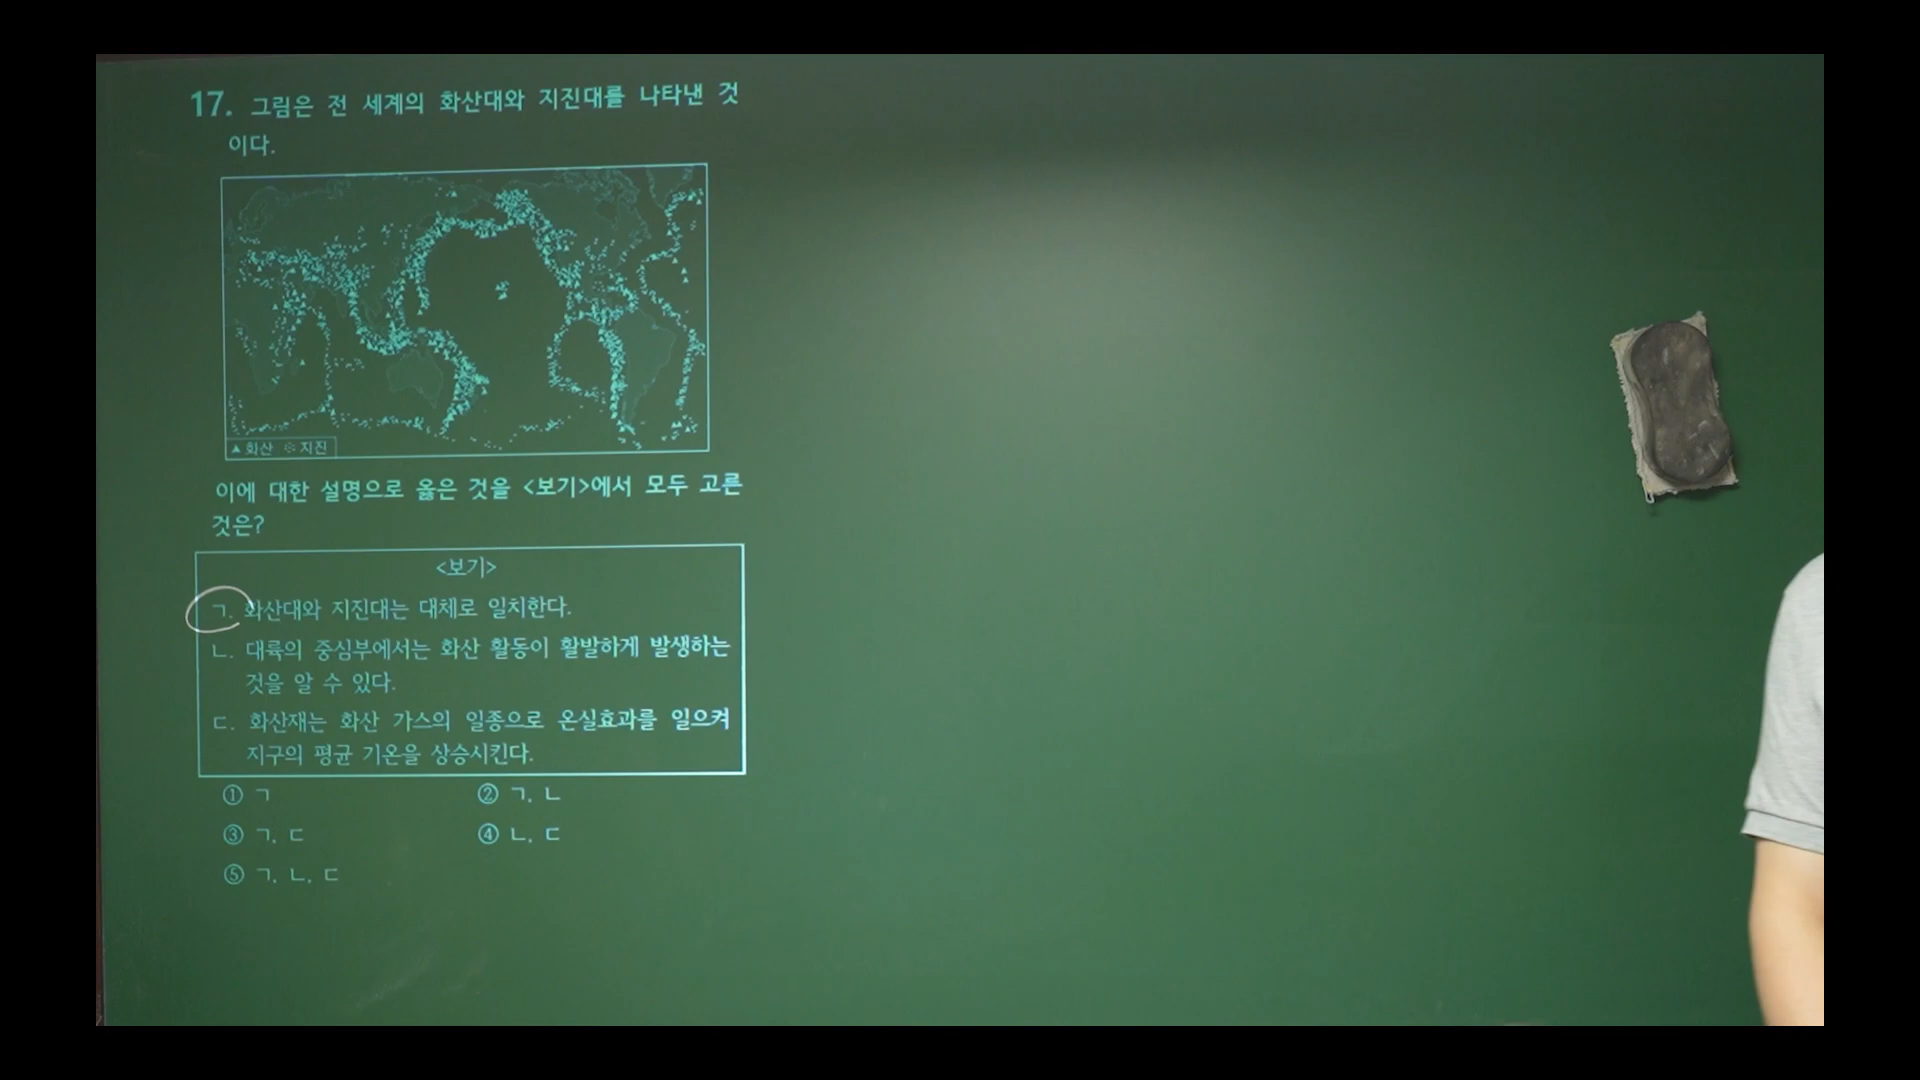 17. 그림은 전 세계의 화산대와 지진대를 나타낸 것
이다.
▲ 화산 ※ 지진
이에 대한 설명으로 옳은 것을 <보기>에서 모두 고른
것은?
<보기>
ㄱ. 화산대와 지진대는 대체로 일치한다.
ㄴ. 대륙의 중심부에서는 화산 활동이 활발하게 발생하는
것을 알 수 있다.
ㄷ. 화산재는 화산 가스의 일종으로 온실효과를 일으켜
지구의 평균 기온을 상승시킨다.
① ㄱ ② ㄱ, ㄴ
③ ㄱ, ㄷ ④ ㄴ, ㄷ
⑤ ㄱ, ㄴ, ㄷ